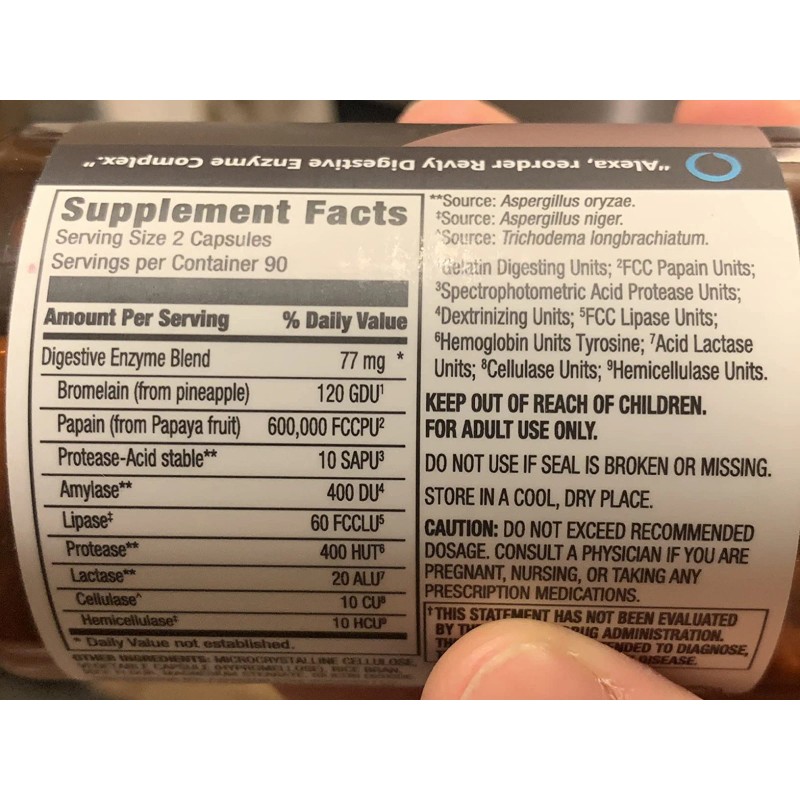 "Alexa, reorder Revly Digestive Enzyme Complex."
Supplement Facts
Serving Size 2 Capsules
Servings per Container 90
Amount Per Serving % Daily Value
Digestive Enzyme Blend 77 mg *
Bromelain (from pineapple) 120 GDU¹
Papain (from Papaya fruit) 600,000 FCCPU²
Protease-Acid stable** 10 SAPU³
Amylase** 400 DU⁴
Lipase‡ 60 FCCLU⁵
Protease** 400 HUT⁶
Lactase** 20 ALU⁷
Cellulase^ 10 CU⁸
Hemicellulase‡ 10 HCU⁹
* Daily Value not established.
OTHER INGREDIENTS: MICROCRYSTALLINE CELLULOSE,
VEGETABLE CAPSULE (HYPROMELLOSE), RICE BRAN,
**Source: Aspergillus oryzae.
‡Source: Aspergillus niger.
^Source: Trichodema longbrachiatum.
¹Gelatin Digesting Units; ²FCC Papain Units;
³Spectrophotometric Acid Protease Units;
⁴Dextrinizing Units; ⁵FCC Lipase Units;
⁶Hemoglobin Units Tyrosine; ⁷Acid Lactase
Units; ⁸Cellulase Units; ⁹Hemicellulase Units.
KEEP OUT OF REACH OF CHILDREN.
FOR ADULT USE ONLY.
DO NOT USE IF SEAL IS BROKEN OR MISSING.
STORE IN A COOL, DRY PLACE.
CAUTION: DO NOT EXCEED RECOMMENDED
DOSAGE. CONSULT A PHYSICIAN IF YOU ARE
PREGNANT, NURSING, OR TAKING ANY
PRESCRIPTION MEDICATIONS.
†THIS STATEMENT HAS NOT BEEN EVALUATED
BY ADMINISTRATION.
TO DIAGNOSE,
DISEASE.